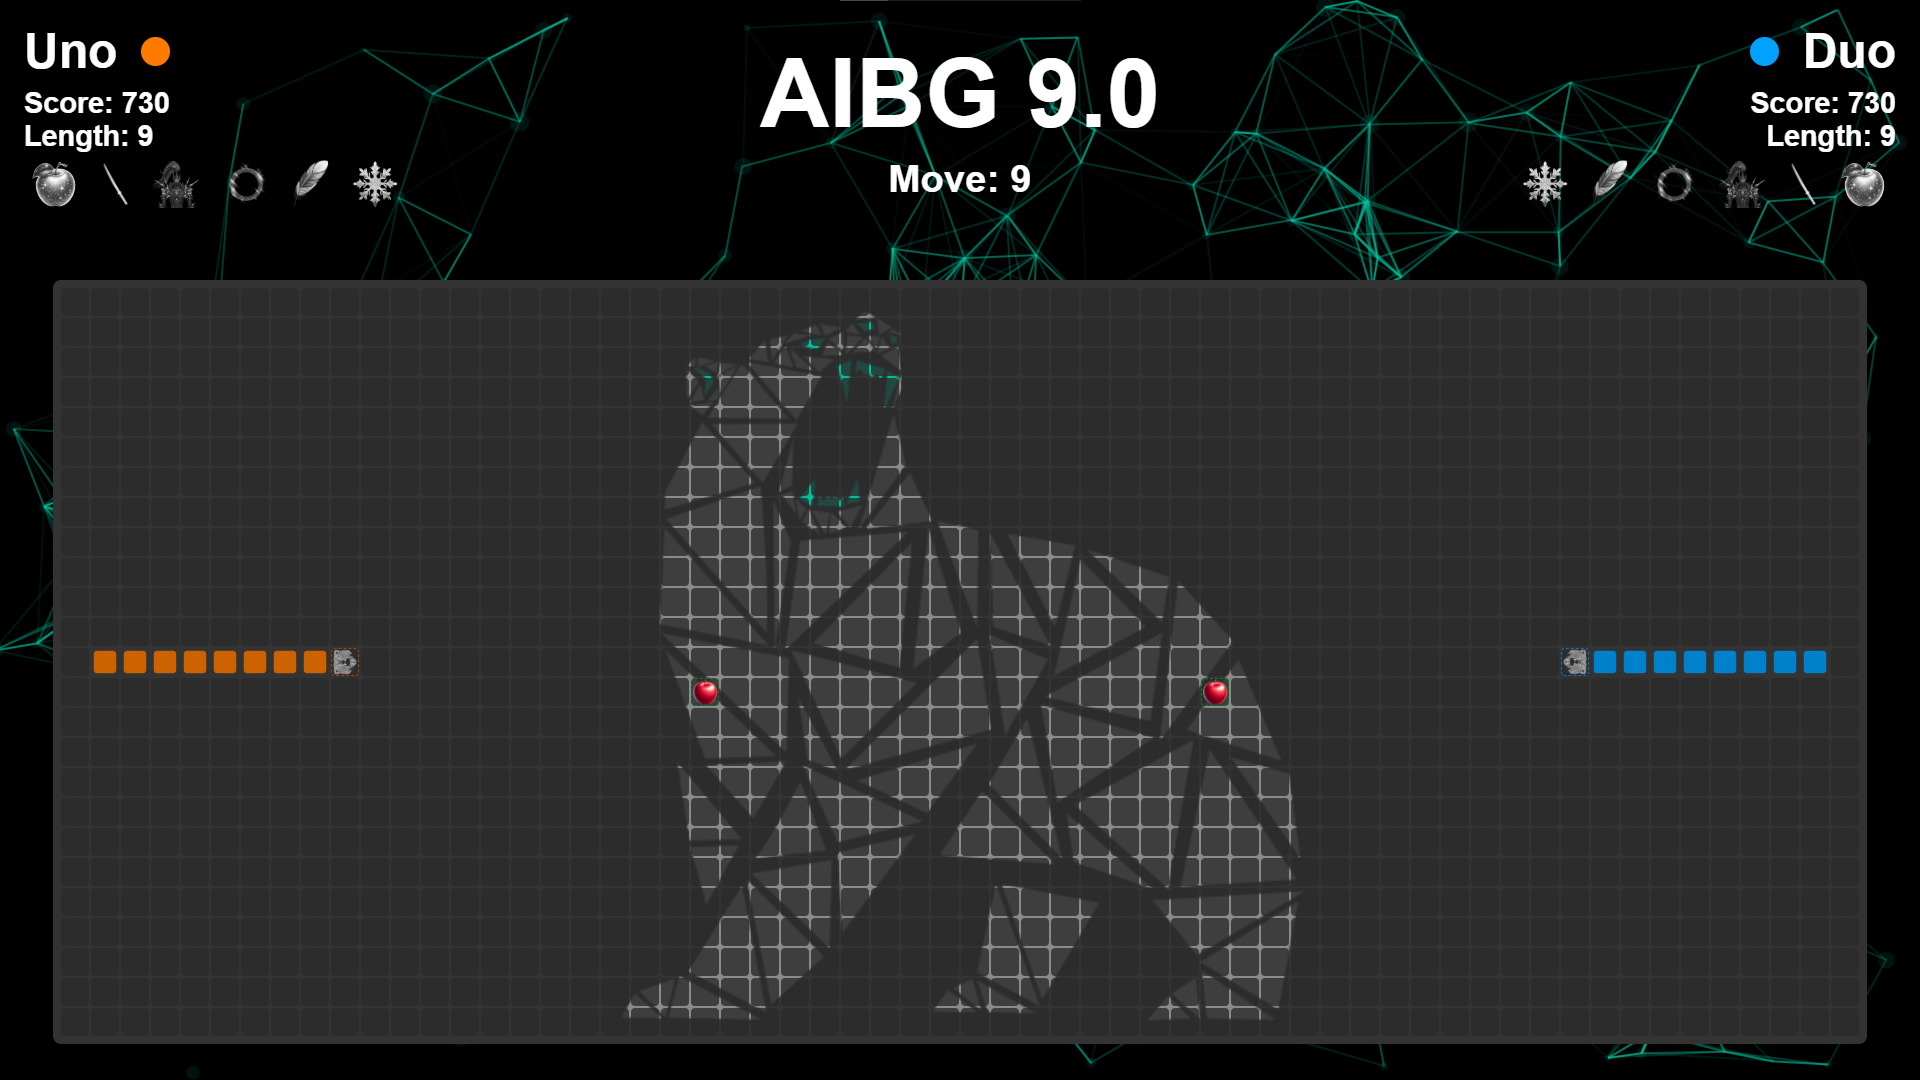 Uno
Score: 730
Length: 9
AIBG 9.0
Move: 9
Duo
Score: 730
Length: 9